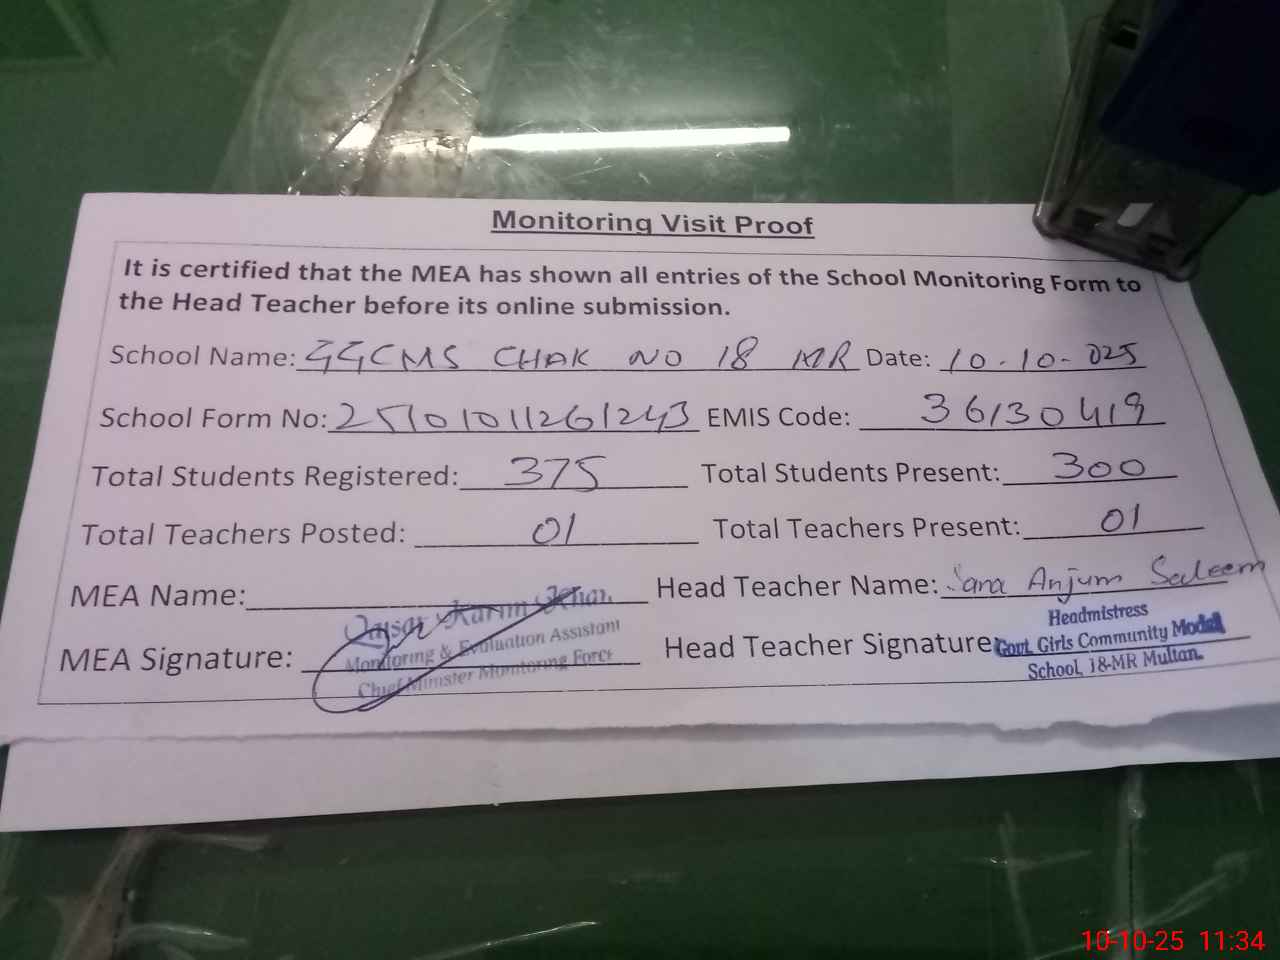 Monitoring Visit Proof
It is certified that the MEA has shown all entries of the School Monitoring Form to
the Head Teacher before its online submission.
School Name: GGCMS CHAK NO 18 MR Date: 10-10-025
School Form No: 25101011261243 EMIS Code: 36130419
Total Students Registered: 375 Total Students Present: 300
Total Teachers Posted: 01 Total Teachers Present: 01
MEA Name: Head Teacher Name: Sana Anjum Saleem
Qaisar Karim Khan
Monitoring & Evaluation Assistant
Chief Minister Monitoring Force
MEA Signature: Head Teacher Signature
Headmistress
Govt. Girls Community Model
School, 18-MR Multan.
10-10-25 11:34